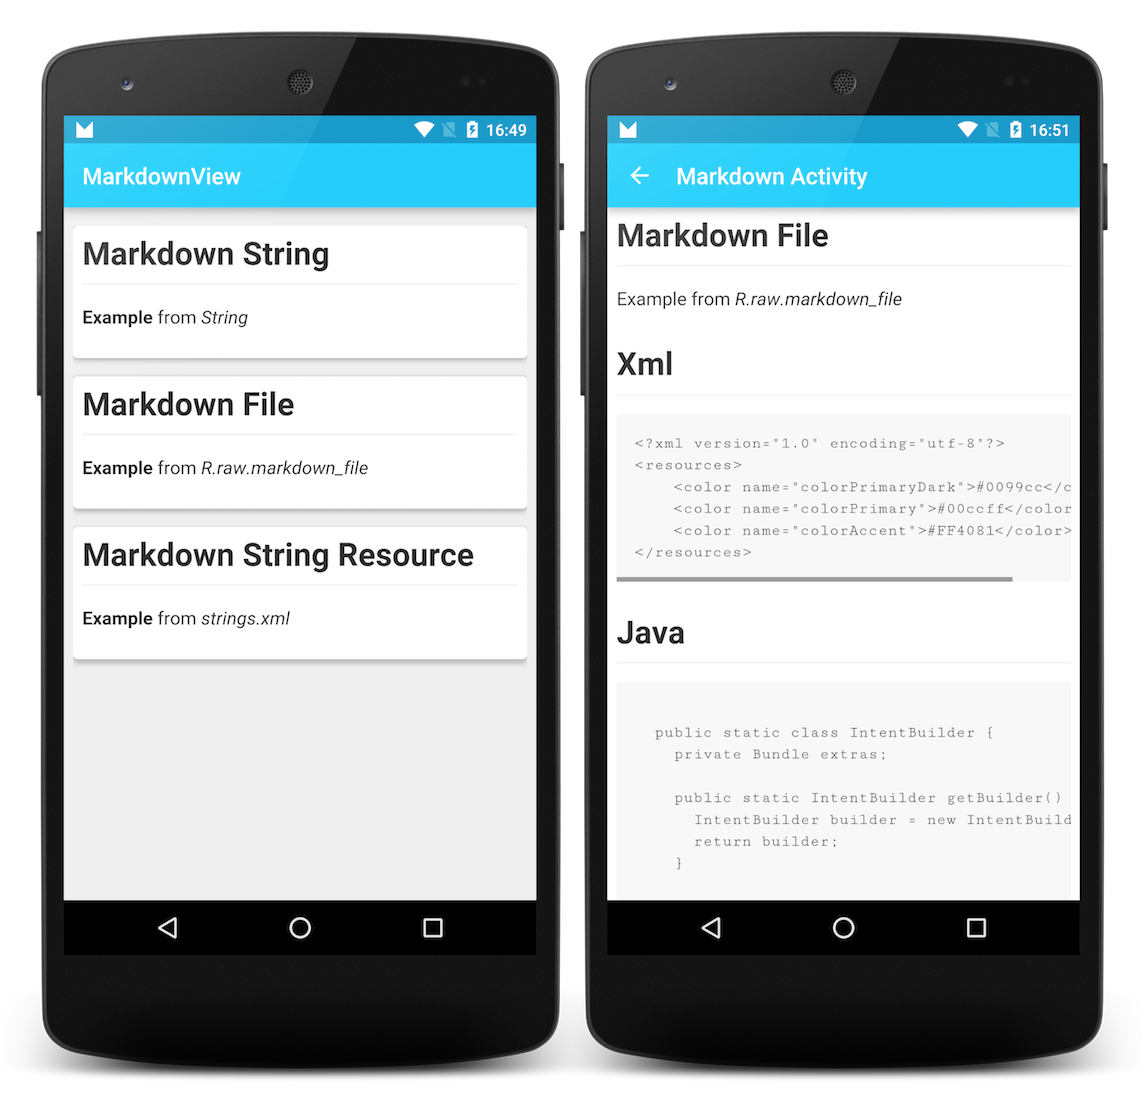 16:49
MarkdownView
Markdown String
Example from String
Markdown File
Example from R.raw.markdown_file
Markdown String Resource
Example from strings.xml
16:51
Markdown Activity
Markdown File
Example from R.raw.markdown_file
Xml
<?xml version="1.0" encoding="utf-8"?>
<resources>
    <color name="colorPrimaryDark">#0099cc</c
    <color name="colorPrimary">#00ccff</color
    <color name="colorAccent">#FF4081</color>
</resources>
Java
public static class IntentBuilder {
  private Bundle extras;
  public static IntentBuilder getBuilder()
    IntentBuilder builder = new IntentBuild
    return builder;
  }